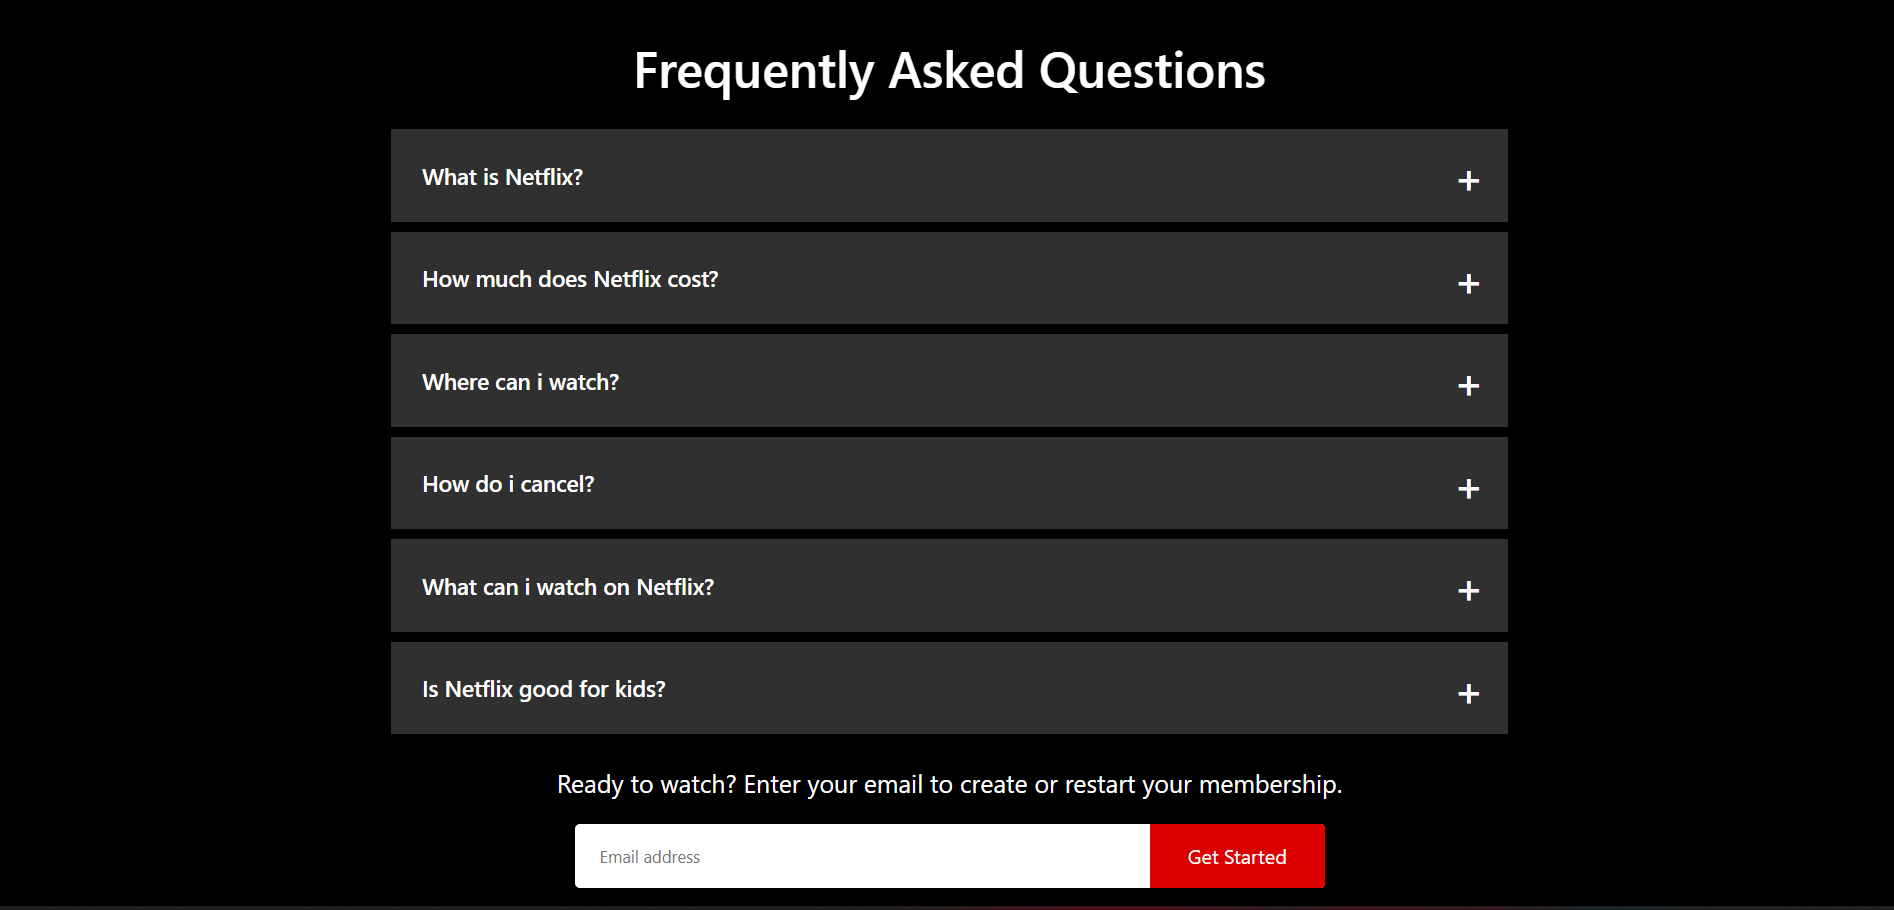 Frequently Asked Questions
What is Netflix?
+
How much does Netflix cost?
+
Where can i watch?
+
How do i cancel?
+
What can i watch on Netflix?
+
Is Netflix good for kids?
+
Ready to watch? Enter your email to create or restart your membership.
Email address
Get Started